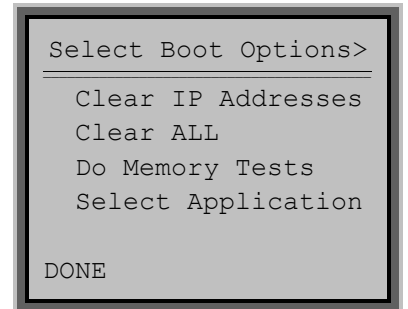 Select Boot Options>
Clear IP Addresses
Clear ALL
Do Memory Tests
Select Application
DONE